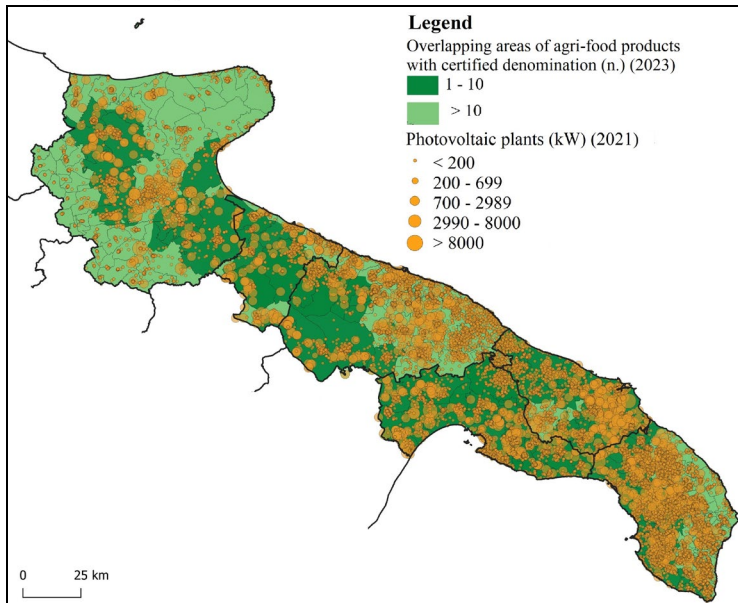 Legend
Overlapping areas of agri-food products
with certified denomination (n.) (2023)
1 - 10
> 10
Photovoltaic plants (kW) (2021)
< 200
200 - 699
700 - 2989
2990 - 8000
> 8000
0 25 km